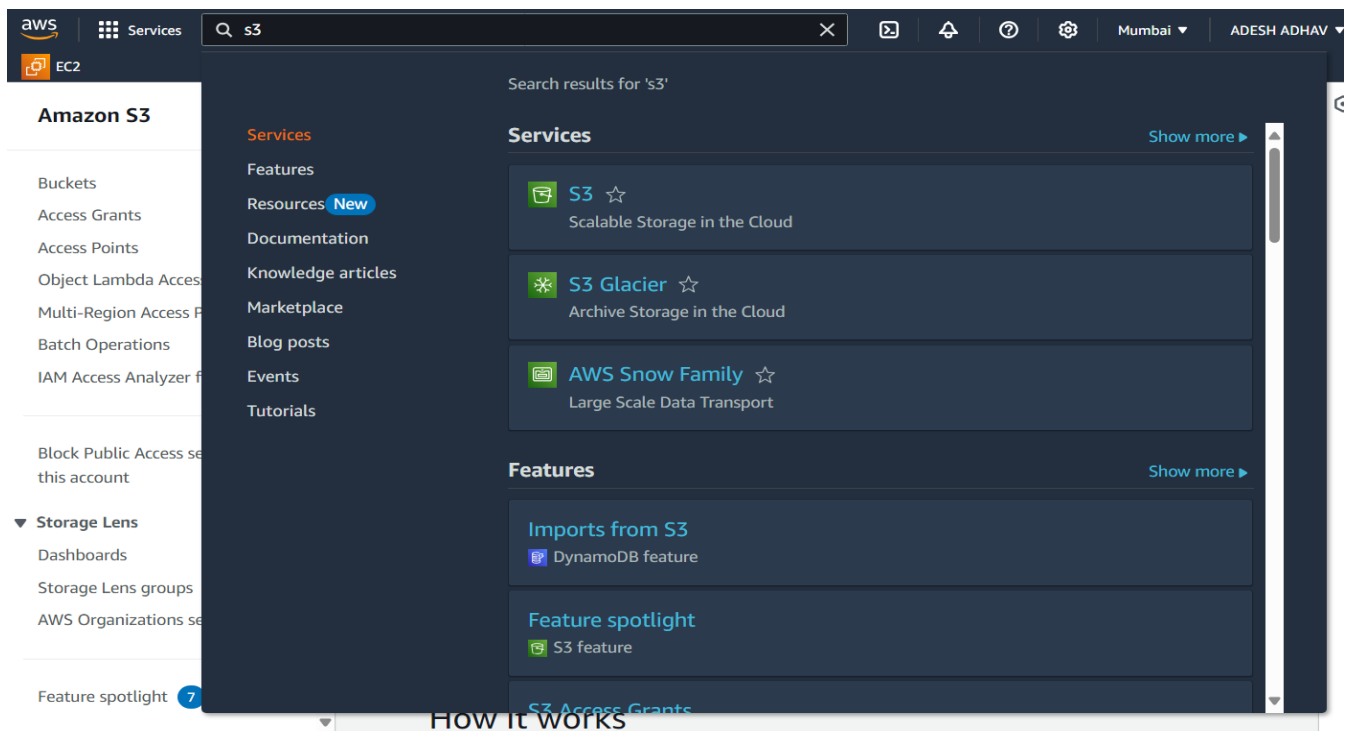 aws
Services
s3
Mumbai
ADESH ADHAV
EC2
Amazon S3
Buckets
Access Grants
Access Points
Object Lambda Acces
Multi-Region Access P
Batch Operations
IAM Access Analyzer f
Block Public Access se
this account
Storage Lens
Dashboards
Storage Lens groups
AWS Organizations se
Feature spotlight 7
Search results for 's3'
Services
Features
Resources New
Documentation
Knowledge articles
Marketplace
Blog posts
Events
Tutorials
Services
Show more
S3
Scalable Storage in the Cloud
S3 Glacier
Archive Storage in the Cloud
AWS Snow Family
Large Scale Data Transport
Features
Show more
Imports from S3
DynamoDB feature
Feature spotlight
S3 feature
S3 Access Grants
How it works